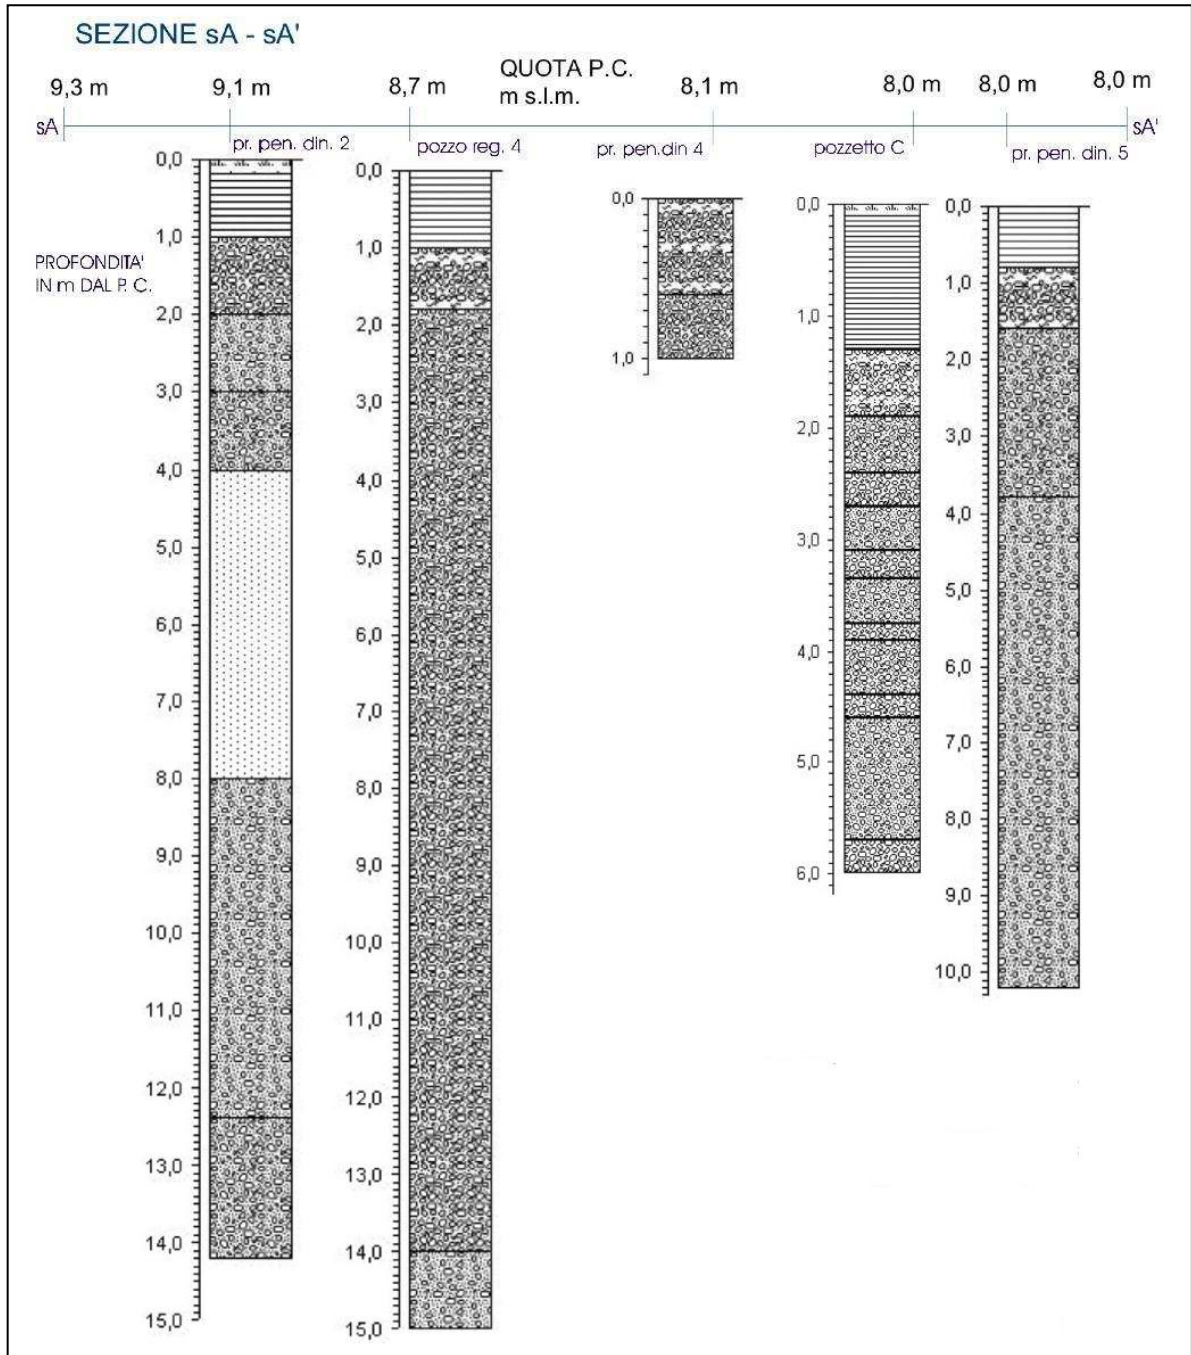 SEZIONE sA - sA'
QUOTA P.C.
m s.l.m.
9,3 m
9,1 m
8,7 m
8,1 m
8,0 m
8,0 m
8,0 m
sA
sA'
pr. pen. din. 2
pozzo reg. 4
pr. pen.din 4
pozzetto C
pr. pen. din. 5
PROFONDITA'
IN m DAL P. C.
0,0
1,0
2,0
3,0
4,0
5,0
6,0
7,0
8,0
9,0
10,0
11,0
12,0
13,0
14,0
15,0
0,0
1,0
2,0
3,0
4,0
5,0
6,0
7,0
8,0
9,0
10,0
11,0
12,0
13,0
14,0
15,0
0,0
1,0
0,0
1,0
2,0
3,0
4,0
5,0
6,0
0,0
1,0
2,0
3,0
4,0
5,0
6,0
7,0
8,0
9,0
10,0